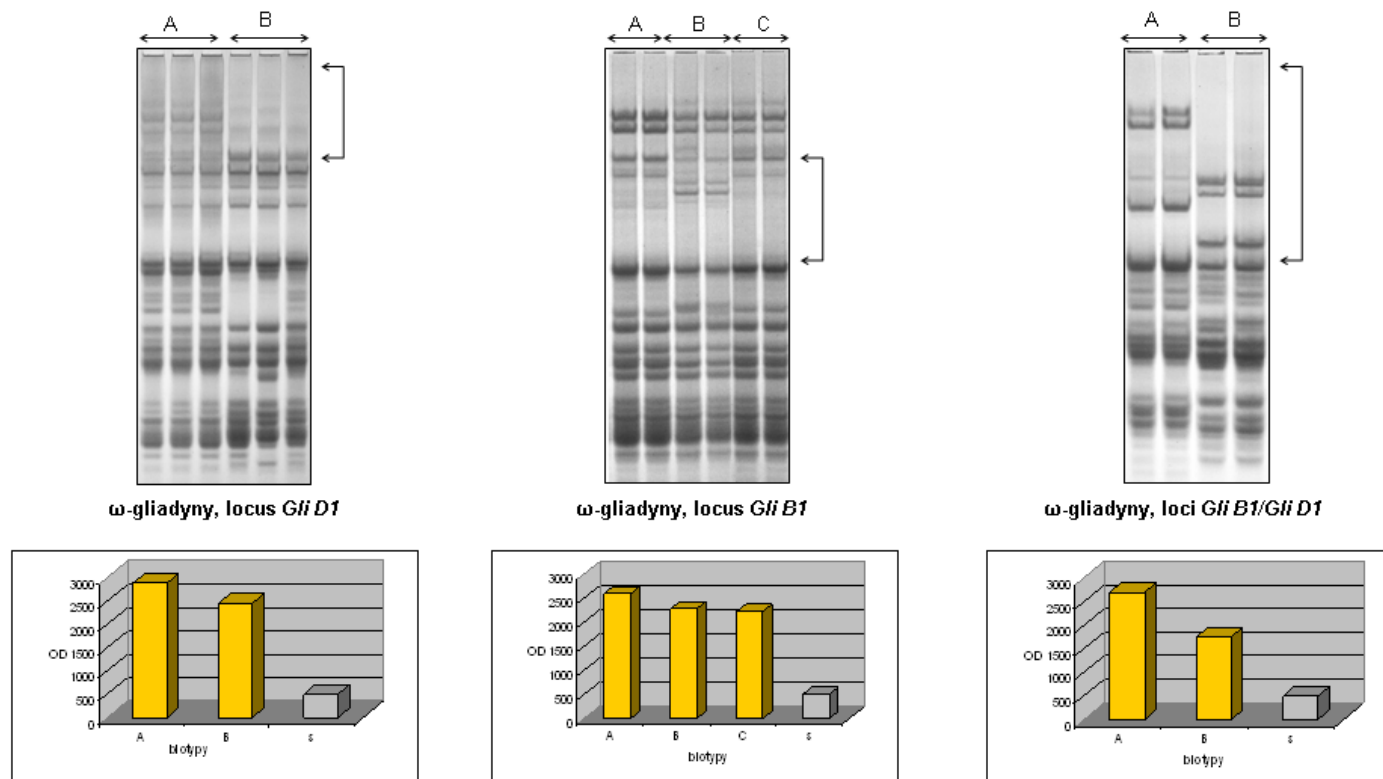 A B
A B C
A B
ω-gliadyny, locus Gli D1
ω-gliadyny, locus Gli B1
ω-gliadyny, loci Gli B1/Gli D1
3000
2500
2000
OD 1500
1000
500
0
A B s
biotypy
3000
2500
2000
OD 1500
1000
500
0
A B C s
biotypy
3000
2500
2000
OD 1500
1000
500
0
A B s
biotypy